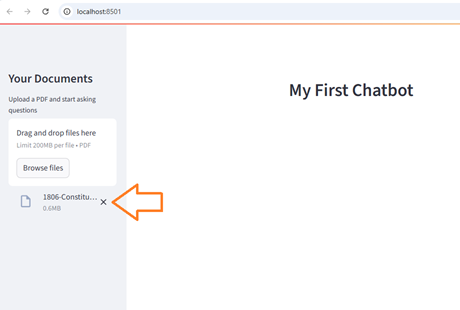 localhost:8501
Your Documents
Upload a PDF and start asking
questions
Drag and drop files here
Limit 200MB per file • PDF
Browse files
1806-Constitu...
0.6MB
My First Chatbot